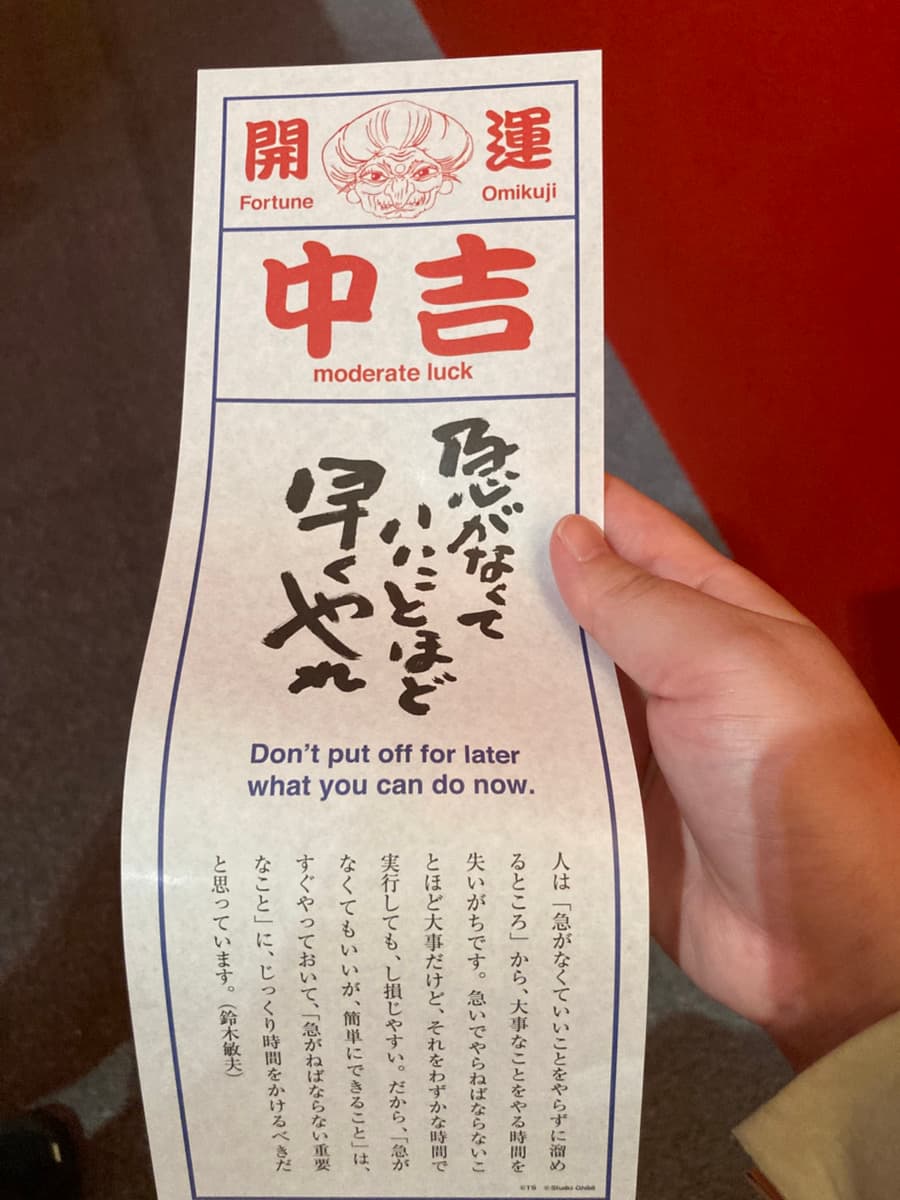 開 運
Fortune Omikuji
中吉
moderate luck
急がなくて
いいことほど
早くやれ
Don't put off for later
what you can do now.
人は「急がなくていいことをやらずに溜め
るところ」から、大事なことをやる時間を
失いがちです。急いでやらねばならないこ
とほど大事だけど、それをわずかな時間で
実行しても、し損じやすい。だから、「急が
なくてもいいが、簡単にできること」は、
すぐやっておいて、「急がねばならない重要
なこと」に、じっくり時間をかけるべきだ
と思っています。（鈴木敏夫）
©TS ©Studio Ghibli